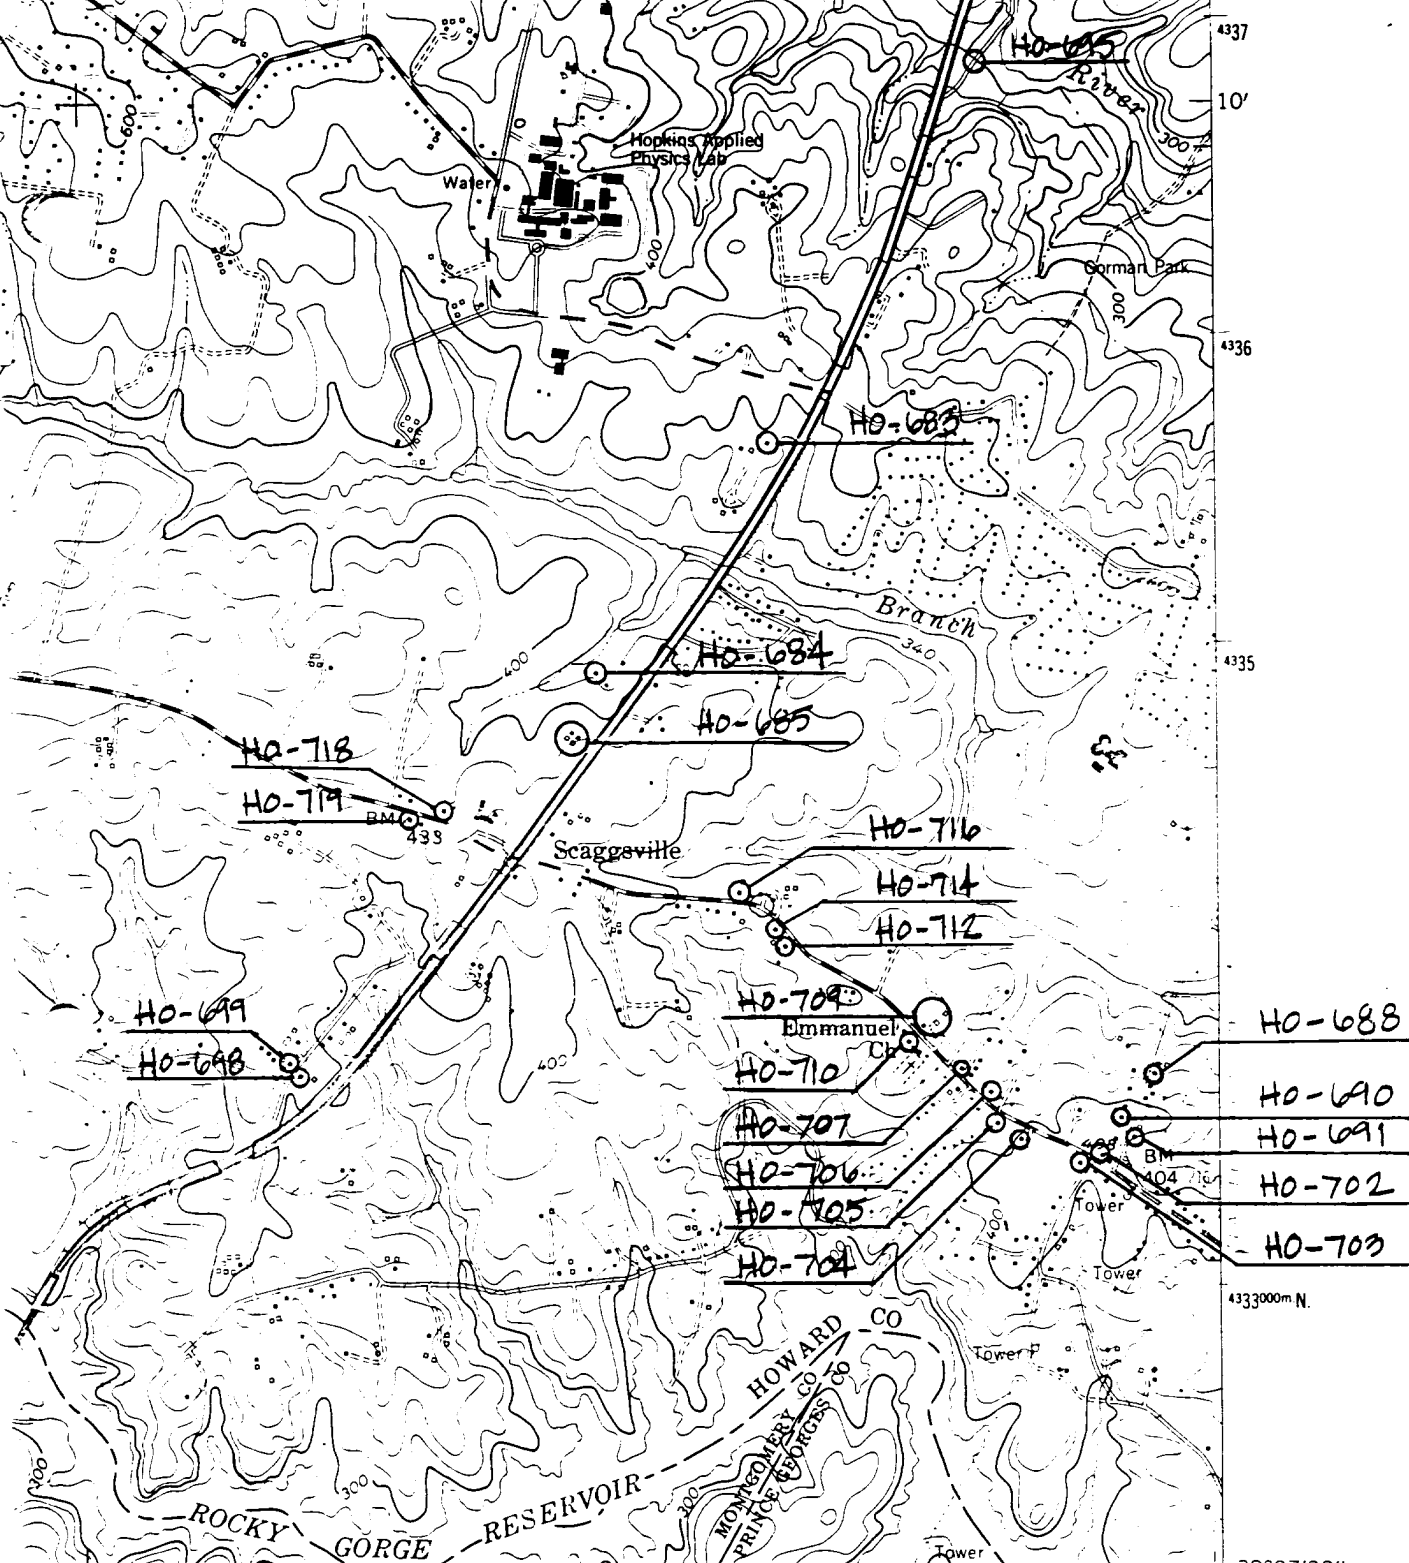 4337
HO-695
River
10'
600
300
Hopkins Applied
Physics Lab
Water
400
Gorman Park
300
4336
HO-683
Branch
340
HO-684
400
4335
HO-685
HO-718
HO-719
BM
433
Scaggsville
HO-716
HO-714
HO-712
HO-709
Emmanuel
Ch
HO-699
HO-698
400
HO-710
HO-688
HO-707
HO-690
HO-691
BM
404
HO-706
HO-702
HO-705
Tower
400
HO-703
HO-704
Tower
4333000m.N.
HOWARD CO
MONTGOMERY CO
PRINCE GEORGES CO
Tower
300
300
300
ROCKY GORGE RESERVOIR
Tower